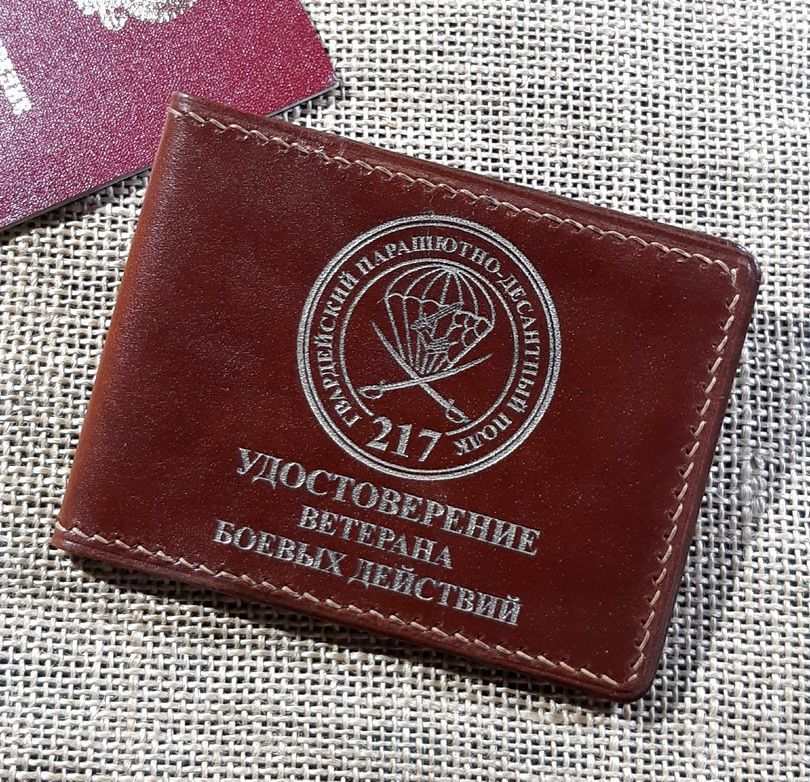 ГВАРДЕЙСКИЙ ПАРАШЮТНО-ДЕСАНТНЫЙ ПОЛК
217
УДОСТОВЕРЕНИЕ
ВЕТЕРАНА
БОЕВЫХ ДЕЙСТВИЙ